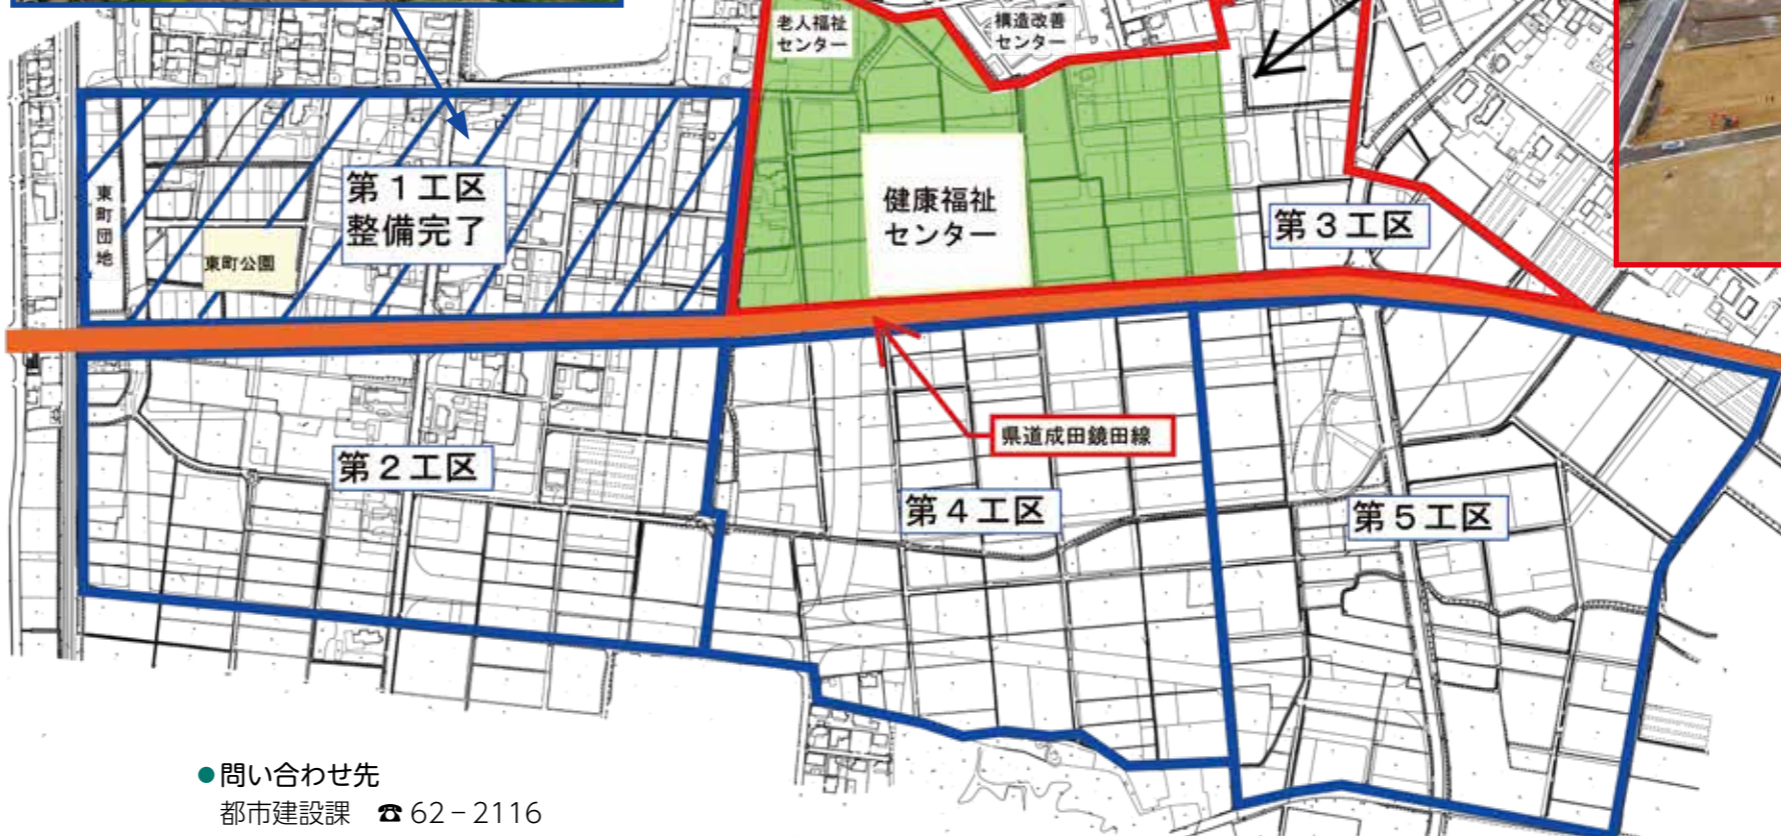 老人福祉
センター
構造改善
センター
東町団地
第1工区
整備完了
東町公園
健康福祉
センター
第3工区
県道成田鏡田線
第2工区
第4工区
第5工区
●問い合わせ先
都市建設課 ☎62−2116